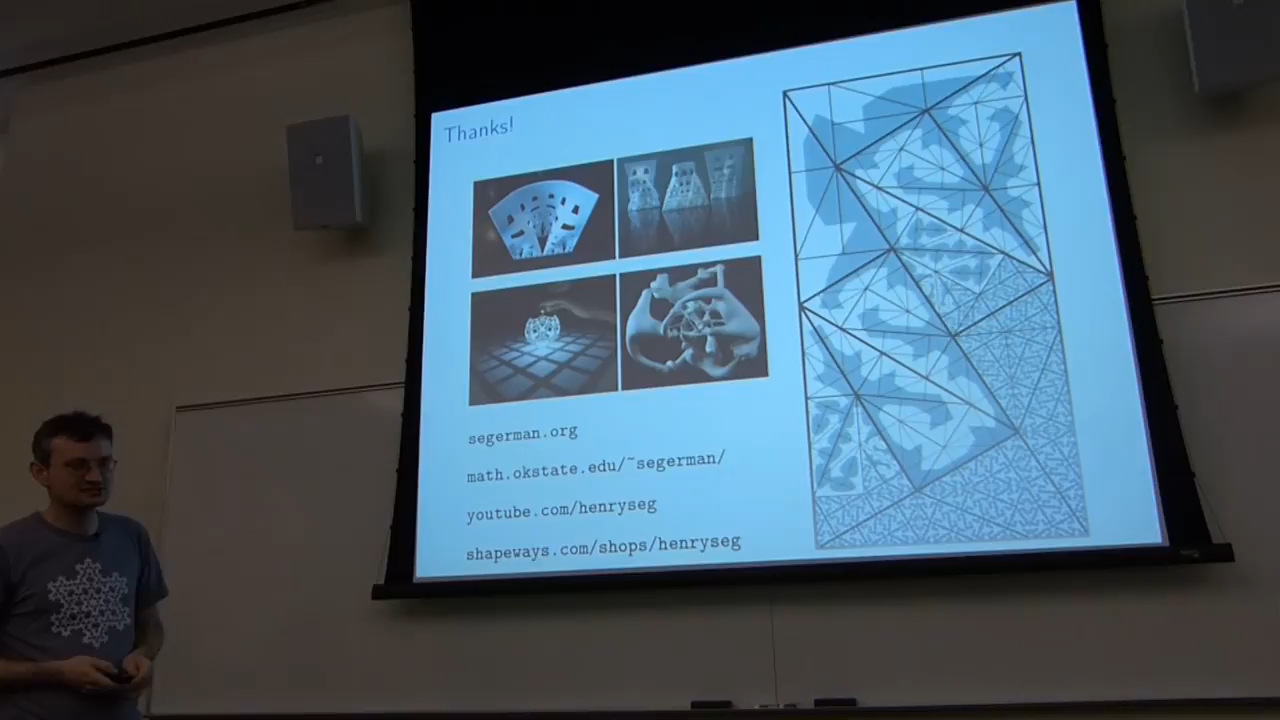 Thanks!
segerman.org
math.okstate.edu/~segerman/
youtube.com/henryseg
shapeways.com/shops/henryseg